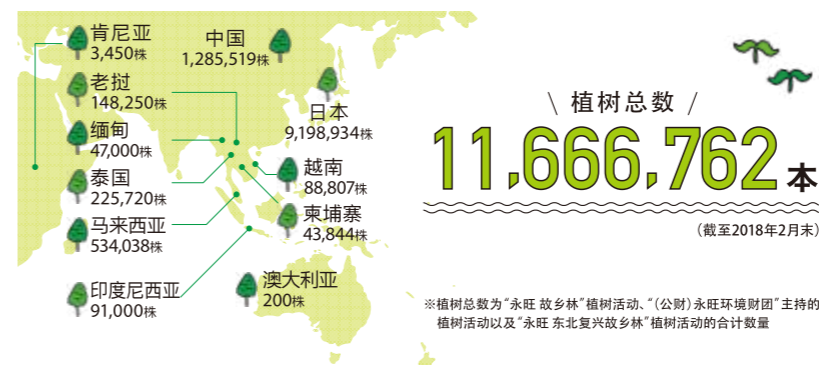 肯尼亚
3,450株
中国
1,285,519株
老挝
148,250株
日本
9,198,934株
缅甸
47,000株
越南
88,807株
泰国
225,720株
柬埔寨
43,844株
马来西亚
534,038株
印度尼西亚
91,000株
澳大利亚
200株
\ 植树总数 /
11,666,762本
（截至2018年2月末）
※植树总数为“永旺 故乡林”植树活动、“（公财）永旺环境财团”主持的
植树活动以及“永旺 东北复兴故乡林”植树活动的合计数量